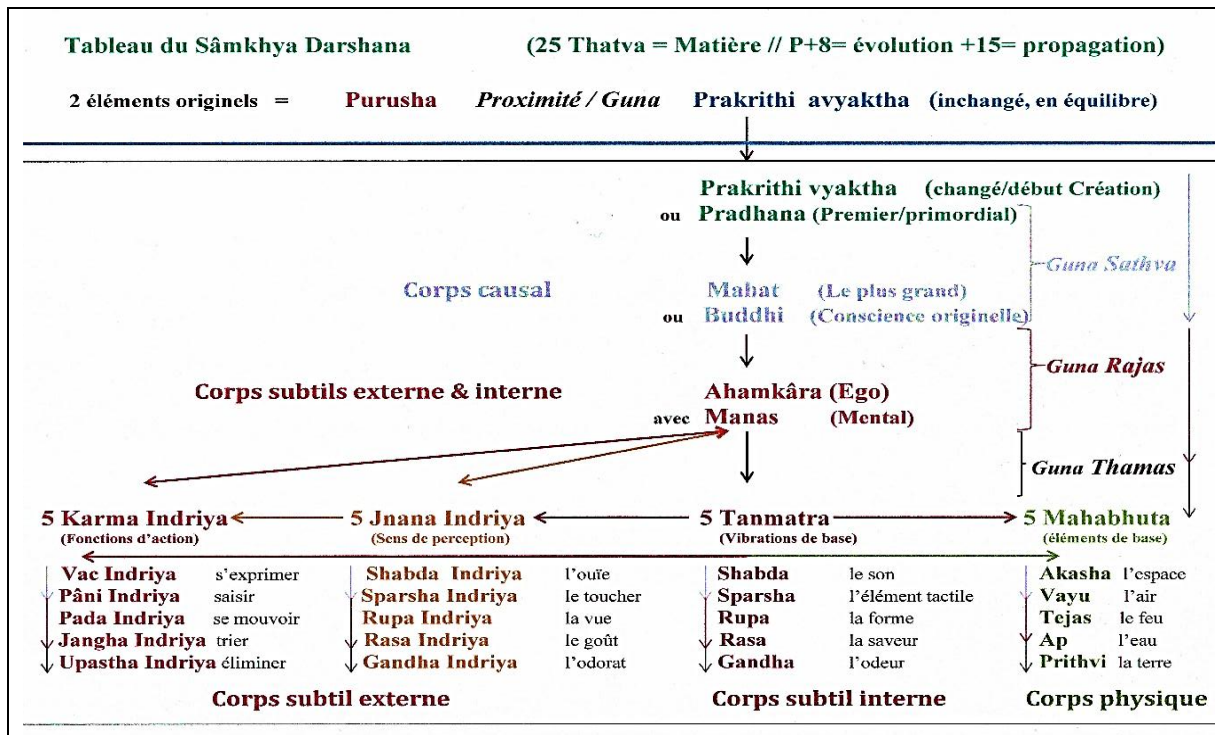 Tableau du Sâmkhya Darshana (25 Thatva = Matière // P+8= évolution +15= propagation)
2 éléments originels = Purusha Proximité / Guna Prakrithi avyaktha (inchangé, en équilibre)
Prakrithi vyaktha (changé/début Création)
ou Pradhana (Premier/primordial)
Guna Sathva
Corps causal Mahat (Le plus grand)
ou Buddhi (Conscience originelle)
Guna Rajas
Corps subtils externe & interne Ahamkâra (Ego)
avec Manas (Mental)
Guna Thamas
5 Karma Indriya 5 Jnana Indriya 5 Tanmatra 5 Mahabhuta
(Fonctions d'action) (Sens de perception) (Vibrations de base) (éléments de base)
Vac Indriya s'exprimer Shabda Indriya l'ouïe Shabda le son Akasha l'espace
Pâni Indriya saisir Sparsha Indriya le toucher Sparsha l'élément tactile Vayu l'air
Pada Indriya se mouvoir Rupa Indriya la vue Rupa la forme Tejas le feu
Jangha Indriya trier Rasa Indriya le goût Rasa la saveur Ap l'eau
Upastha Indriya éliminer Gandha Indriya l'odorat Gandha l'odeur Prithvi la terre
Corps subtil externe Corps subtil interne Corps physique